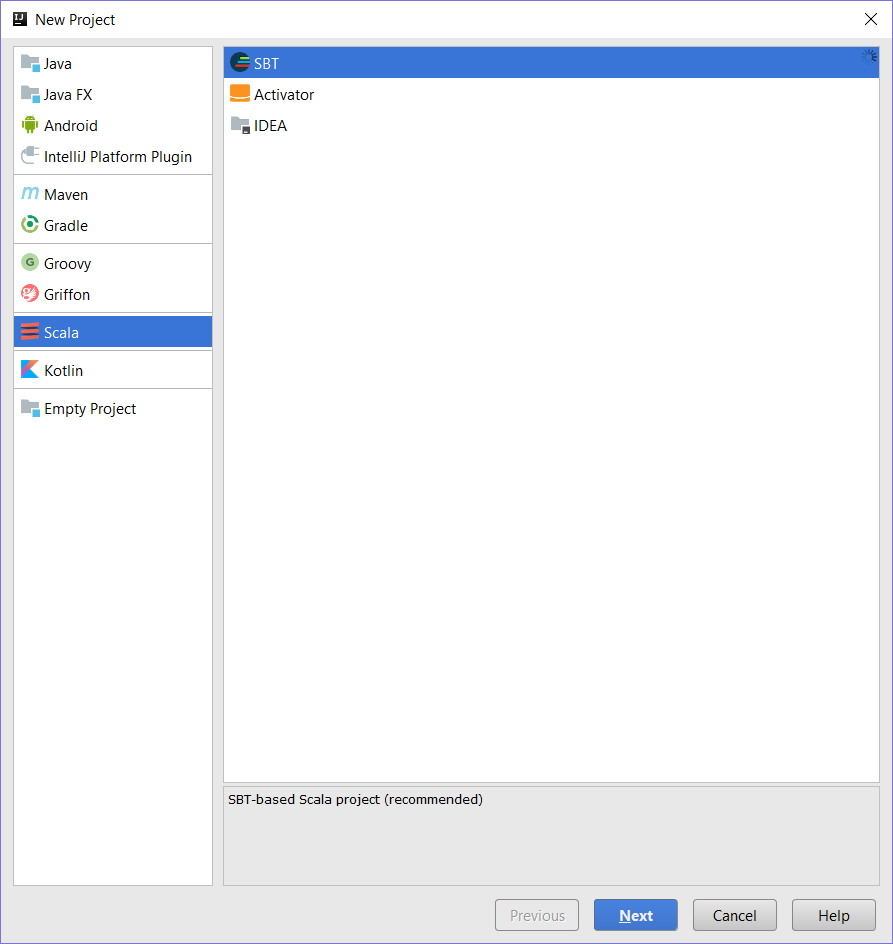 New Project
Java
Java FX
Android
IntelliJ Platform Plugin
Maven
Gradle
Groovy
Griffon
Scala
Kotlin
Empty Project
SBT
Activator
IDEA
SBT-based Scala project (recommended)
Previous
Next
Cancel
Help